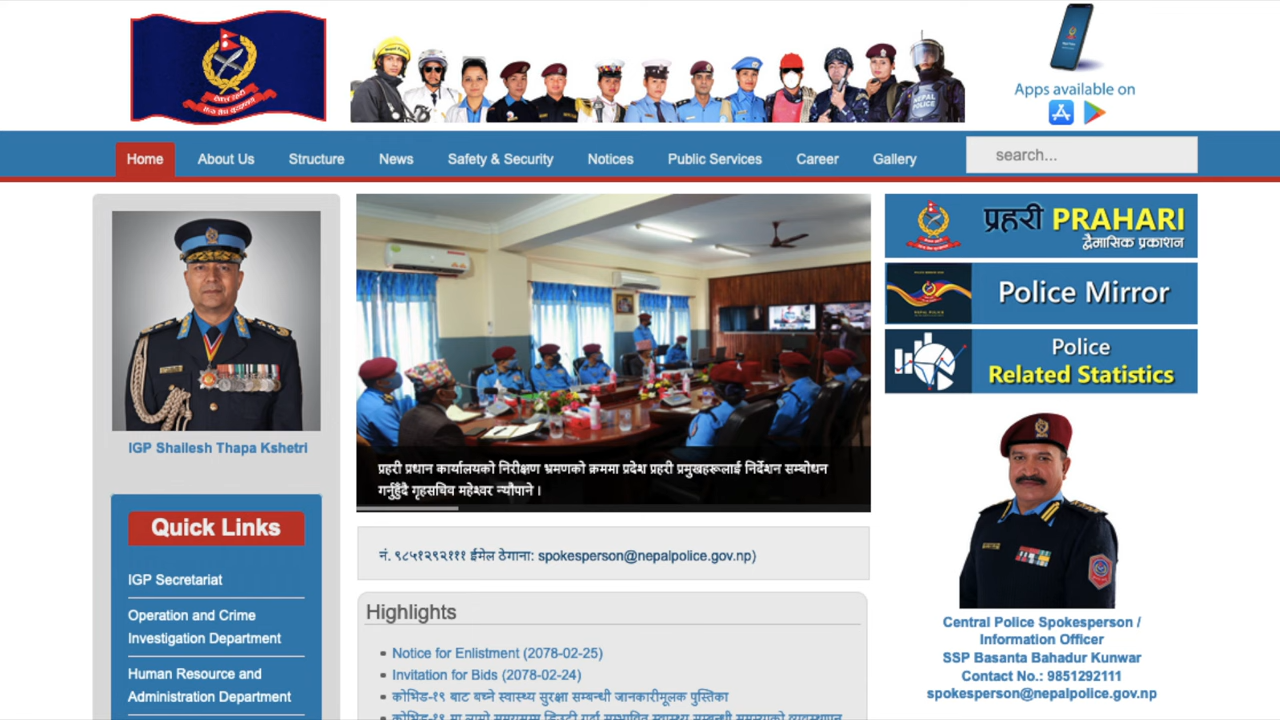 Apps available on
Home
About Us
Structure
News
Safety & Security
Notices
Public Services
Career
Gallery
search...
IGP Shailesh Thapa Kshetri
Quick Links
IGP Secretariat
Operation and Crime
Investigation Department
Human Resource and
Administration Department
NEPAL
POLICE
प्रहरी प्रधान कार्यालयको निरीक्षण भ्रमणको क्रममा प्रदेश प्रहरी प्रमुखहरूलाई निर्देशन सम्बोधन
गर्नुहुँदै गृहसचिव महेश्वर न्यौपाने ।
नं. ९८५१२९२१११ ईमेल ठेगाना: spokesperson@nepalpolice.gov.np)
Highlights
Notice for Enlistment (2078-02-25)
Invitation for Bids (2078-02-24)
कोभिड-१९ बाट बच्ने स्वास्थ्य सुरक्षा सम्बन्धी जानकारीमूलक पुस्तिका
प्रहरी PRAHARI
द्वैमासिक प्रकाशन
Police Mirror
Police
Related Statistics
Central Police Spokesperson /
Information Officer
SSP Basanta Bahadur Kunwar
Contact No.: 9851292111
spokesperson@nepalpolice.gov.np